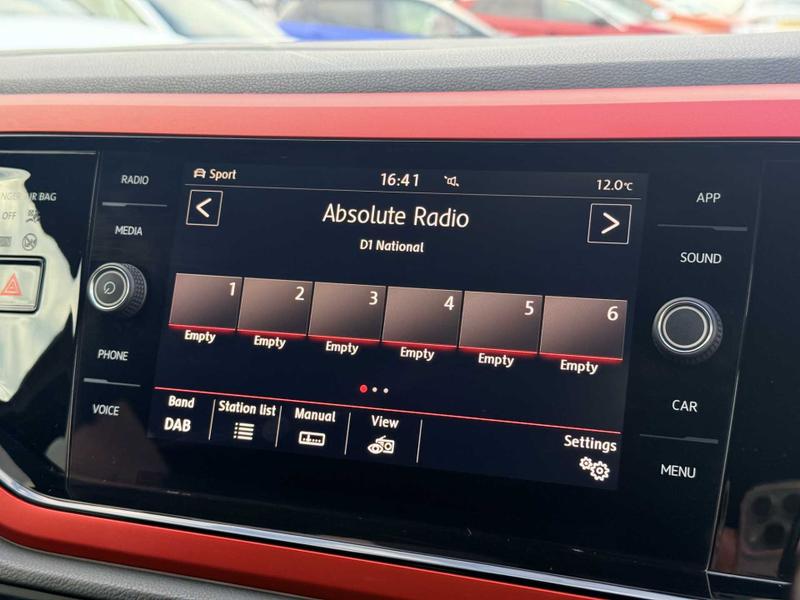 RADIO
MEDIA
PHONE
VOICE
OFF
Sport 16:41 12.0°C
Absolute Radio
D1 National
1 2 3 4 5 6
Empty Empty Empty Empty Empty Empty
Band Station list Manual View Settings
DAB
APP
SOUND
CAR
MENU